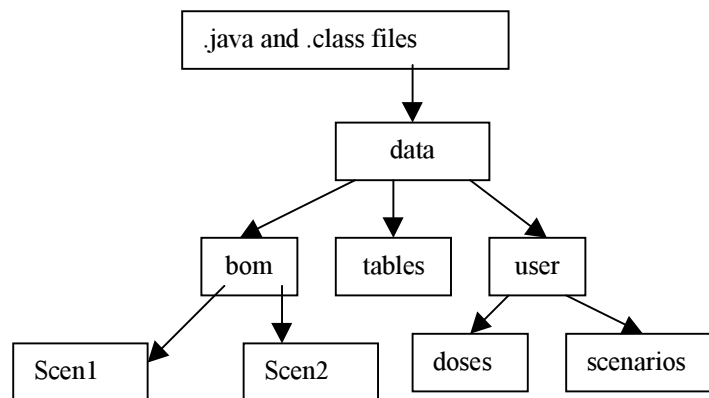 .java and .class files
data
bom
tables
user
Scen1
Scen2
doses
scenarios